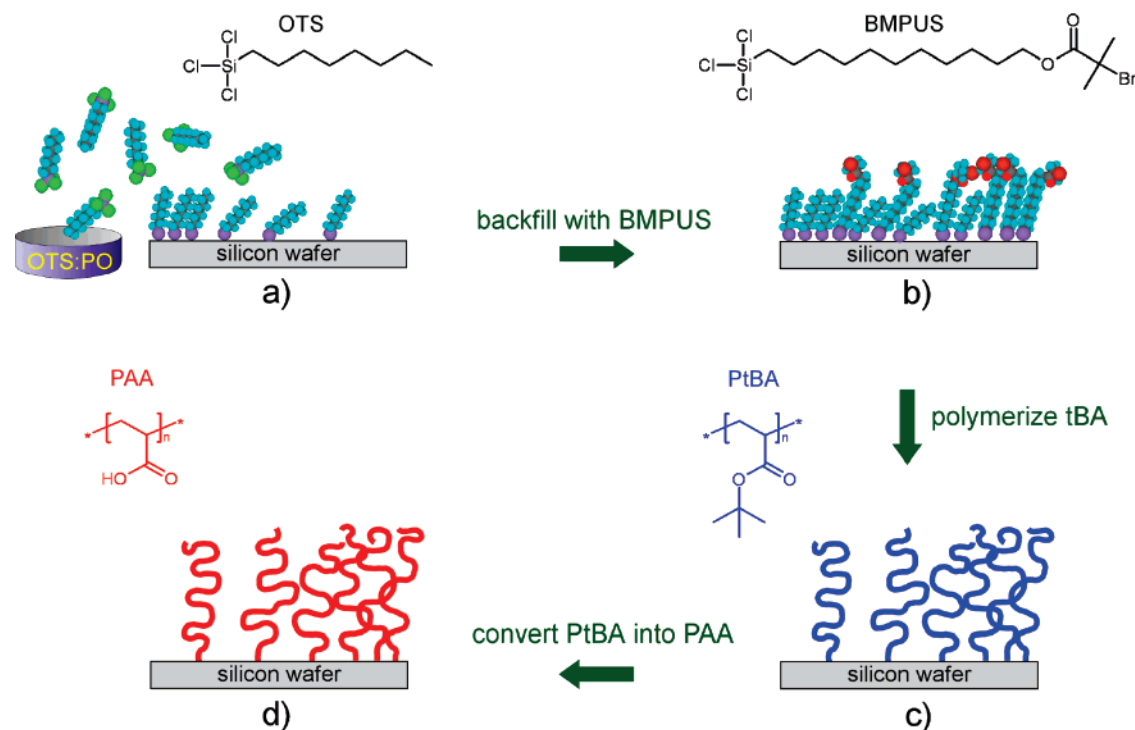 OTS
Cl
Cl
Si
Cl
OTS:PO
silicon wafer
a)
backfill with BMPUS
BMPUS
Cl
Cl
Si
Cl
O
O
Br
silicon wafer
b)
polymerize tBA
PtBA
*
n
*
O
O
silicon wafer
c)
convert PtBA into PAA
PAA
*
n
*
HO
O
silicon wafer
d)